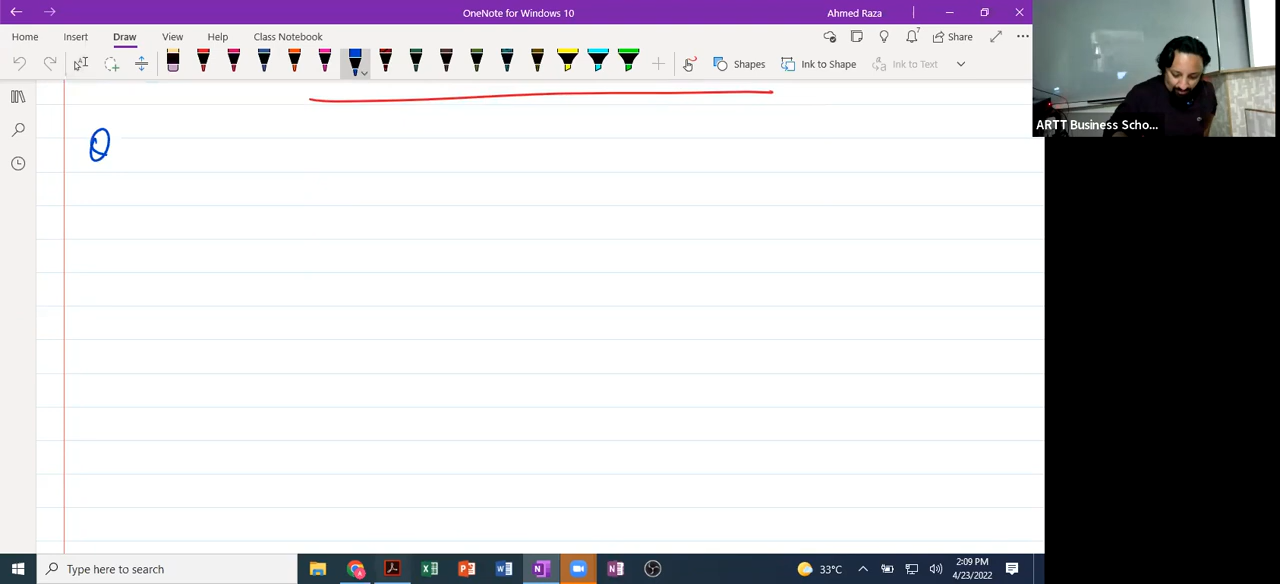 OneNote for Windows 10
Ahmed Raza
Home Insert Draw View Help Class Notebook
Share
Shapes Ink to Shape Ink to Text
ARTT Business Scho...
Q
Type here to search
33°C
2:09 PM
4/23/2022